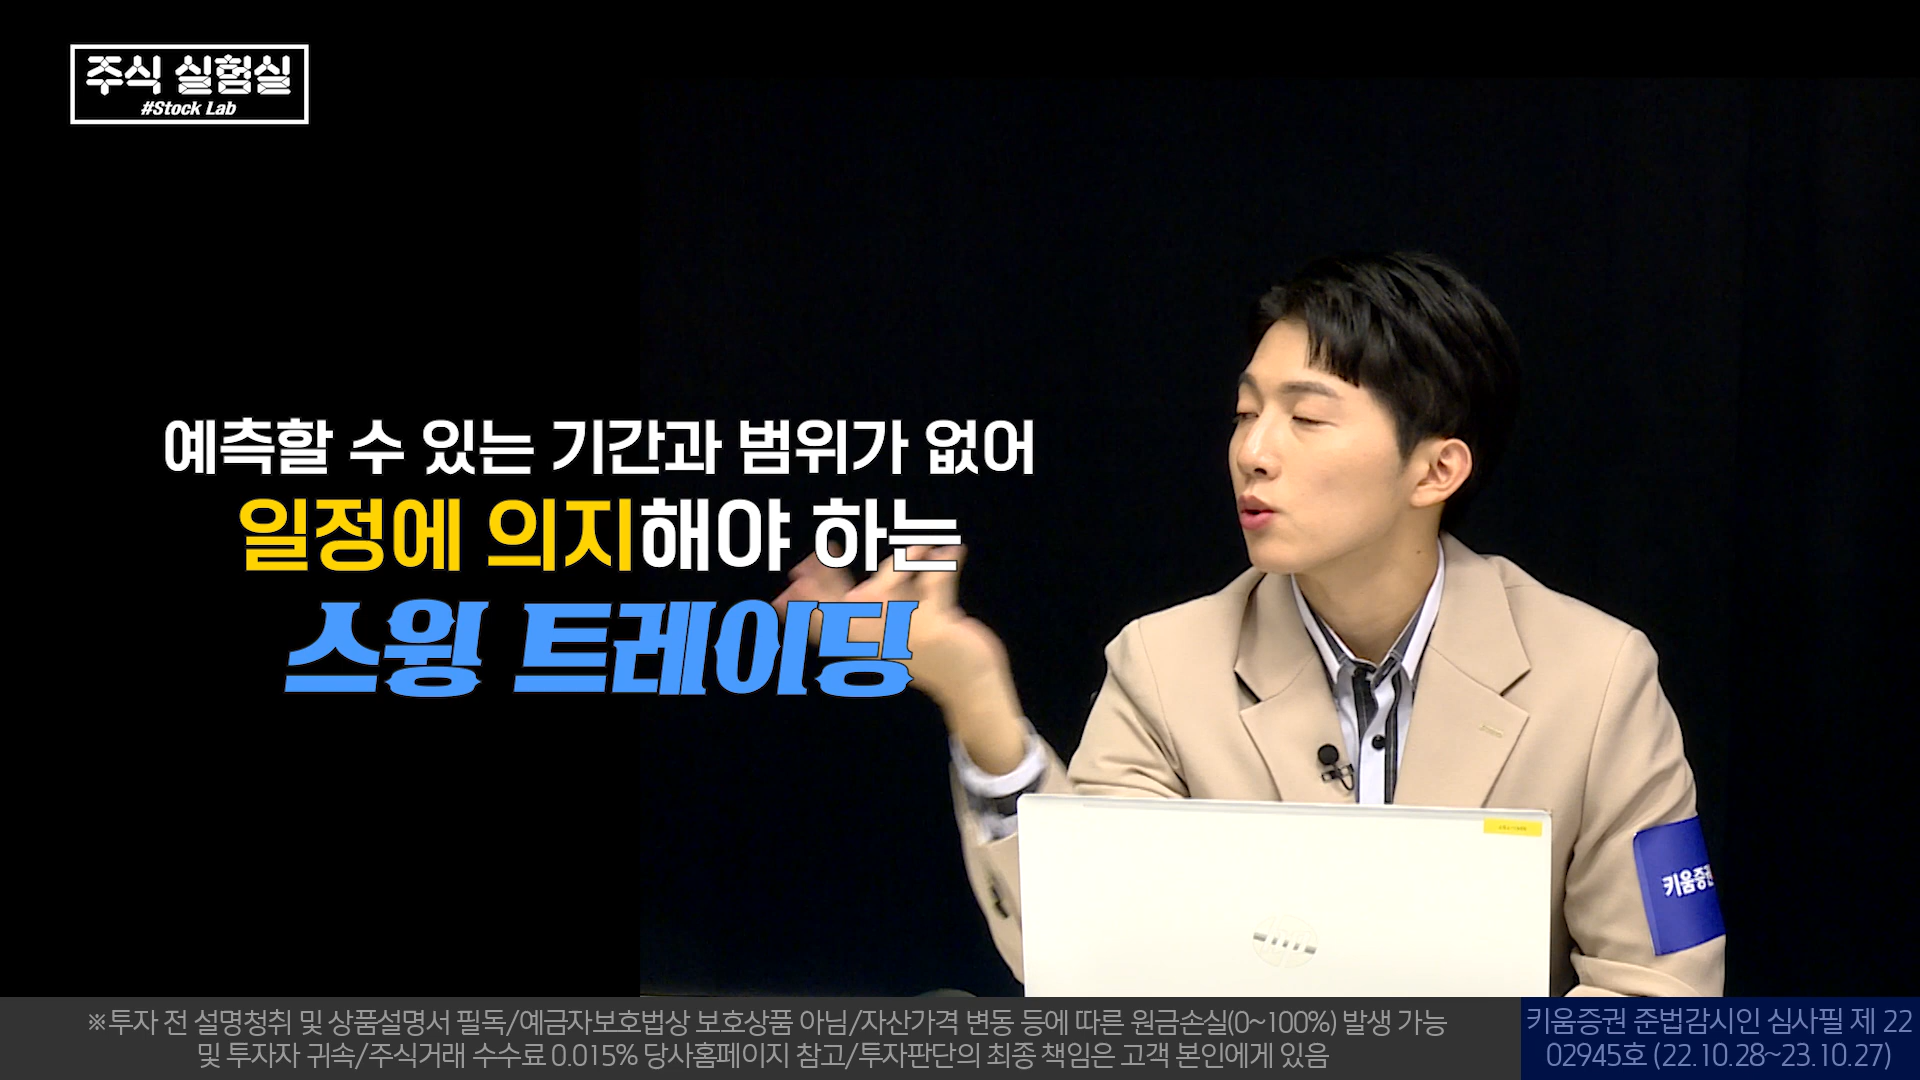 주식 실험실
#Stock Lab
예측할 수 있는 기간과 범위가 없어
일정에 의지해야 하는
스윙 트레이딩
키움증권
※투자 전 설명청취 및 상품설명서 필독/예금자보호법상 보호상품 아님/자산가격 변동 등에 따른 원금손실(0~100%) 발생 가능
및 투자자 귀속/주식거래 수수료 0.015% 당사홈페이지 참고/투자판단의 최종 책임은 고객 본인에게 있음
키움증권 준법감시인 심사필 제 22
02945호 (22.10.28~23.10.27)